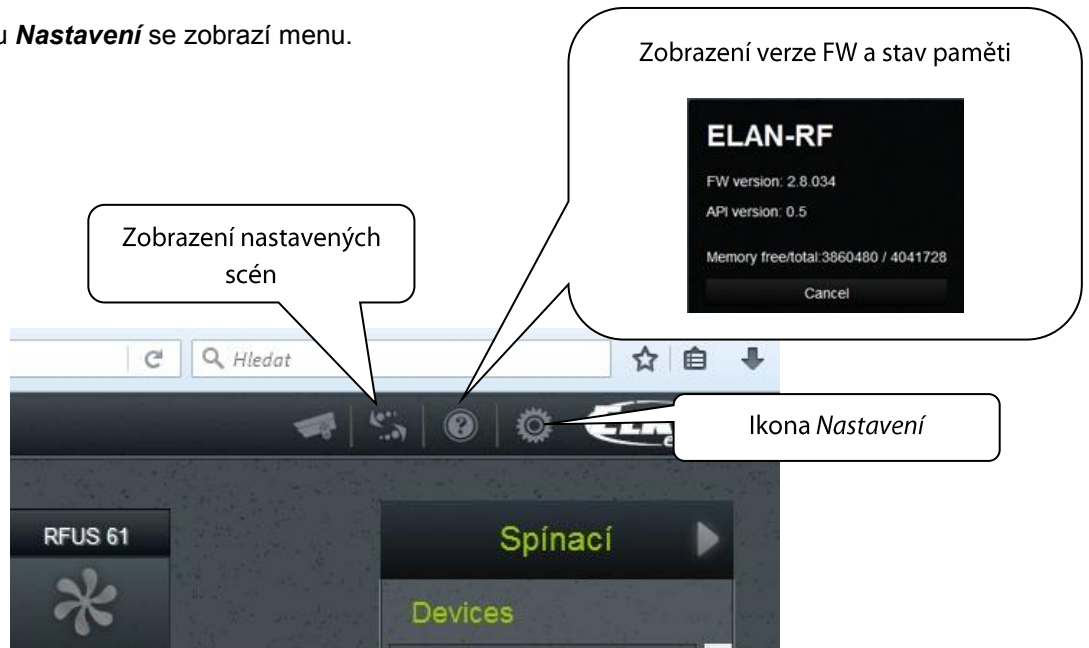 u Nastavení se zobrazí menu.
Zobrazení verze FW a stav paměti
ELAN-RF
FW version: 2.8.034
API version: 0.5
Memory free/total:3860480 / 4041728
Cancel
Zobrazení nastavených
scén
Hledat
Ikona Nastavení
RFUS 61
Spínací
Devices